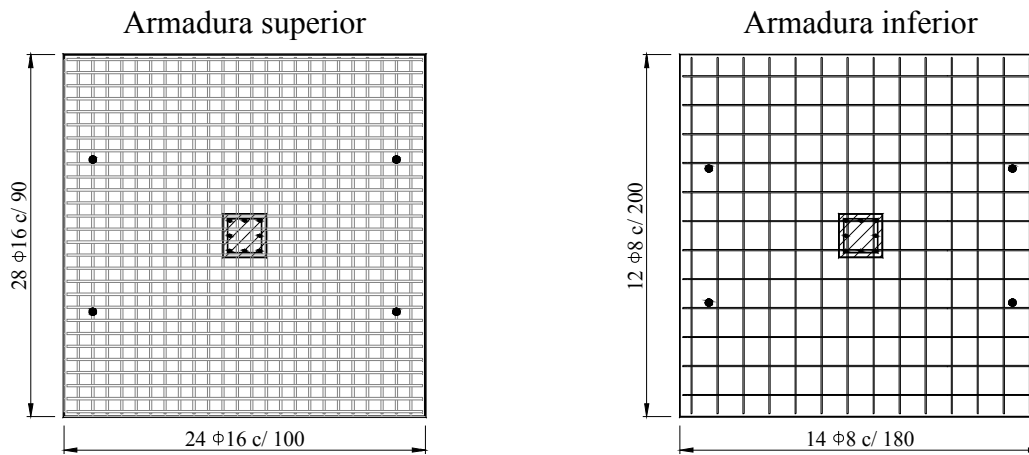 Armadura superior
28 Φ16 c/ 90
24 Φ16 c/ 100
Armadura inferior
12 Φ8 c/ 200
14 Φ8 c/ 180